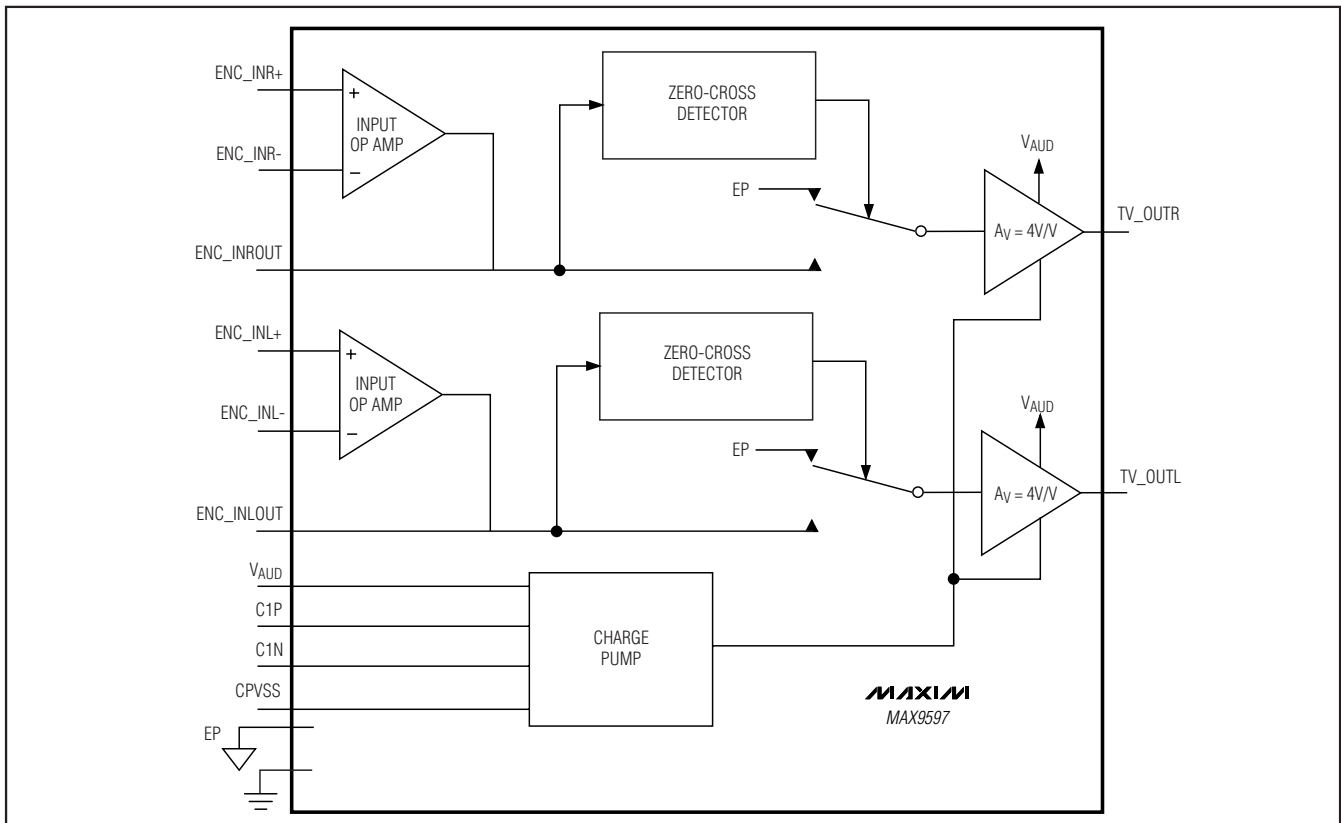 ENC_INR+
+
INPUT
OP AMP
ENC_INR-
−
ENC_INROUT
ZERO-CROSS
DETECTOR
EP
VAUD
AV = 4V/V
TV_OUTR
ENC_INL+
+
INPUT
OP AMP
ENC_INL-
−
ENC_INLOUT
ZERO-CROSS
DETECTOR
EP
VAUD
AV = 4V/V
TV_OUTL
VAUD
C1P
C1N
CPVSS
EP
CHARGE
PUMP
MAXIM
MAX9597